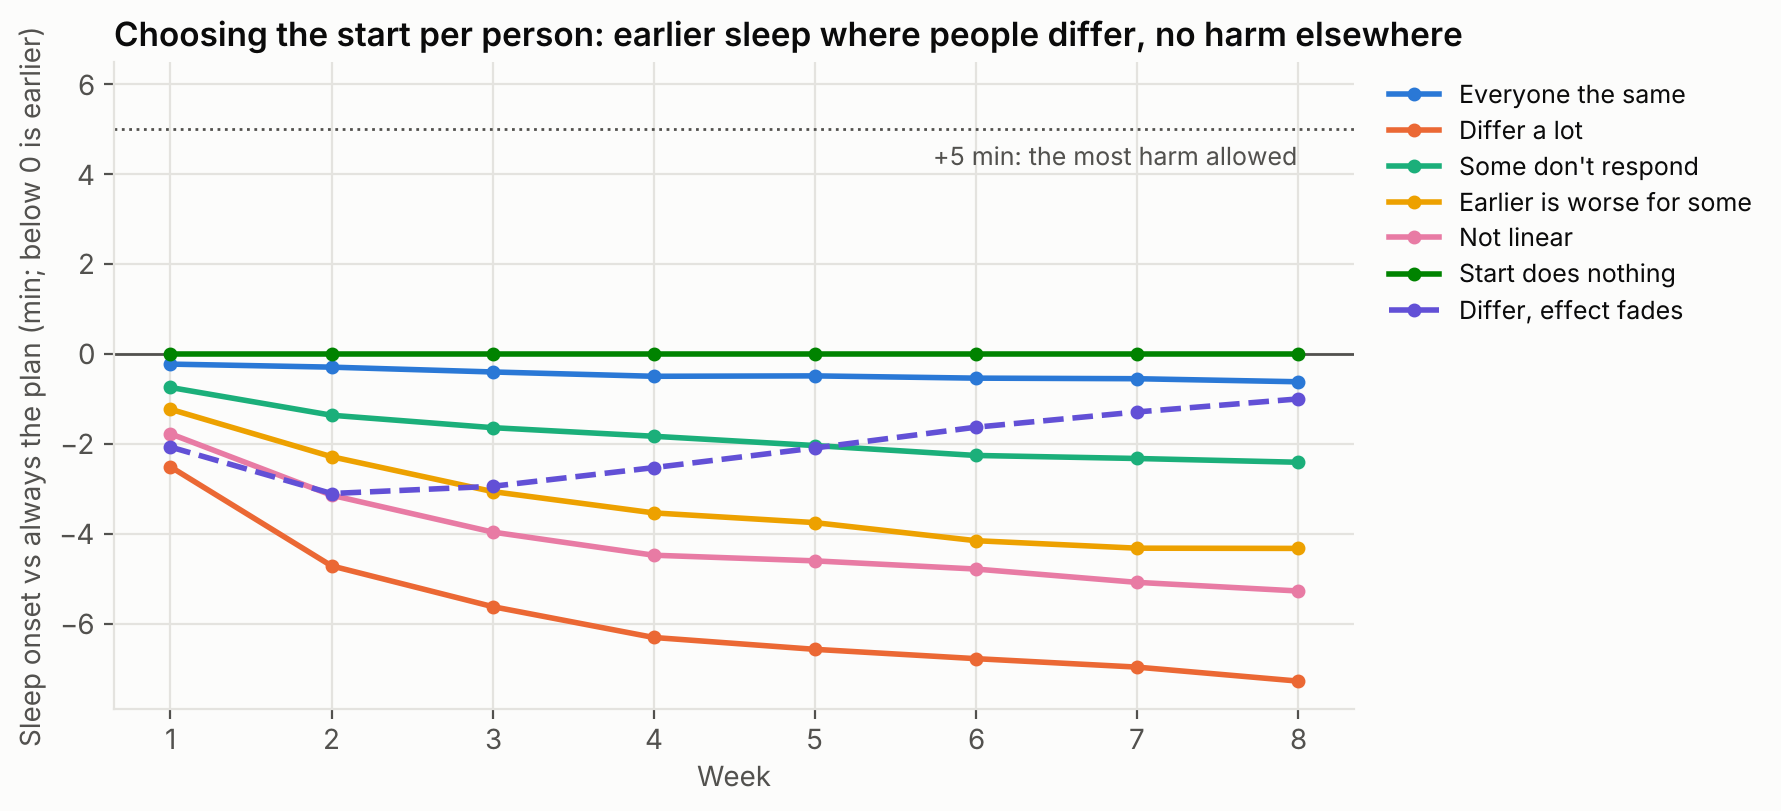 Choosing the start per person: earlier sleep where people differ, no harm elsewhere
Sleep onset vs always the plan (min; below 0 is earlier)
6
4
2
0
−2
−4
−6
+5 min: the most harm allowed
1 2 3 4 5 6 7 8
Week
Everyone the same
Differ a lot
Some don't respond
Earlier is worse for some
Not linear
Start does nothing
Differ, effect fades